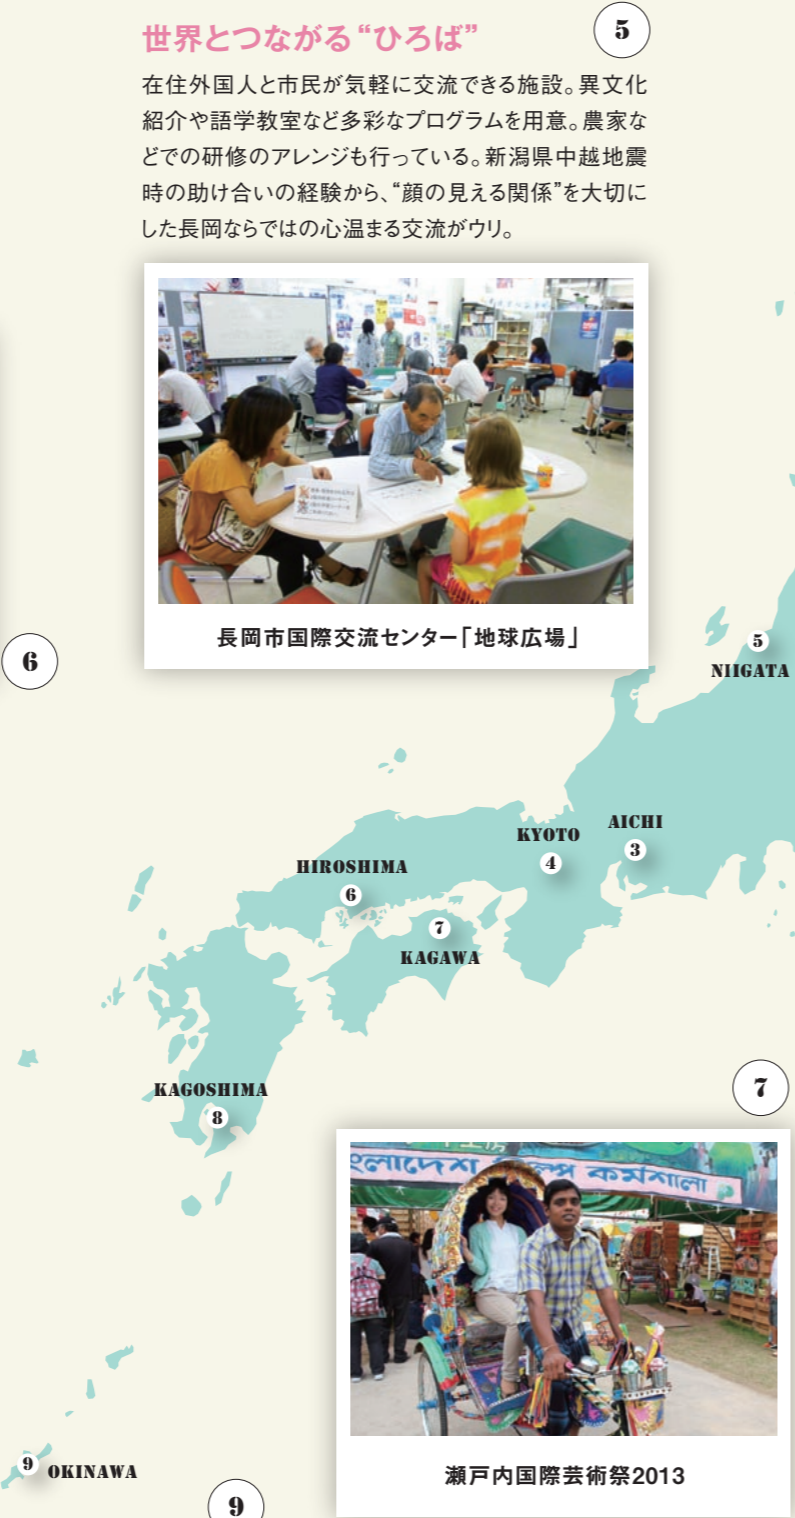 世界とつながる“ひろば”
5
在住外国人と市民が気軽に交流できる施設。異文化
紹介や語学教室など多彩なプログラムを用意。農家な
どでの研修のアレンジも行っている。新潟県中越地震
時の助け合いの経験から、“顔の見える関係”を大切に
した長岡ならではの心温まる交流がウリ。
長岡市国際交流センター「地球広場」
6
5
NIIGATA
AICHI
3
KYOTO
4
HIROSHIMA
6
7
KAGAWA
KAGOSHIMA
8
7
কর্মশালা
瀬戸内国際芸術祭2013
9
OKINAWA
9